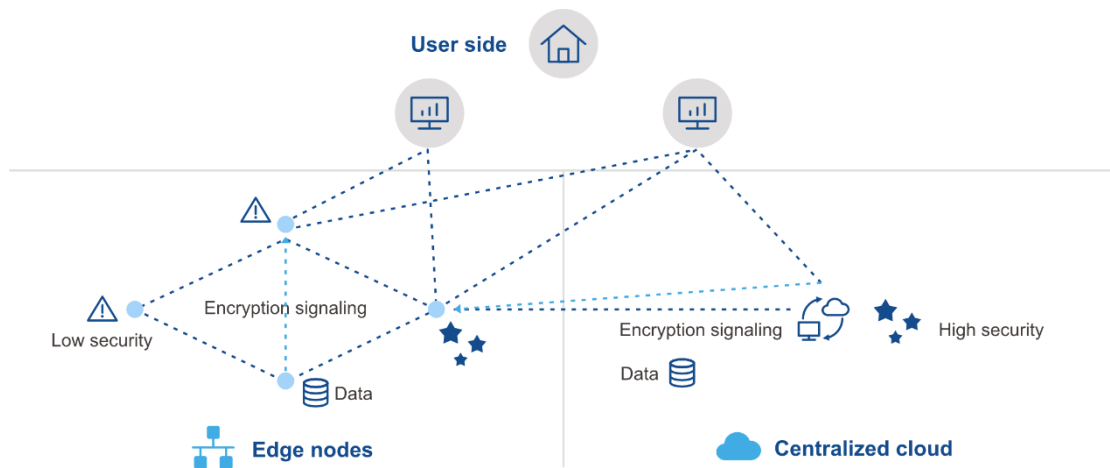 User side
Encryption signaling
Low security
Data
Edge nodes
Encryption signaling
High security
Data
Centralized cloud